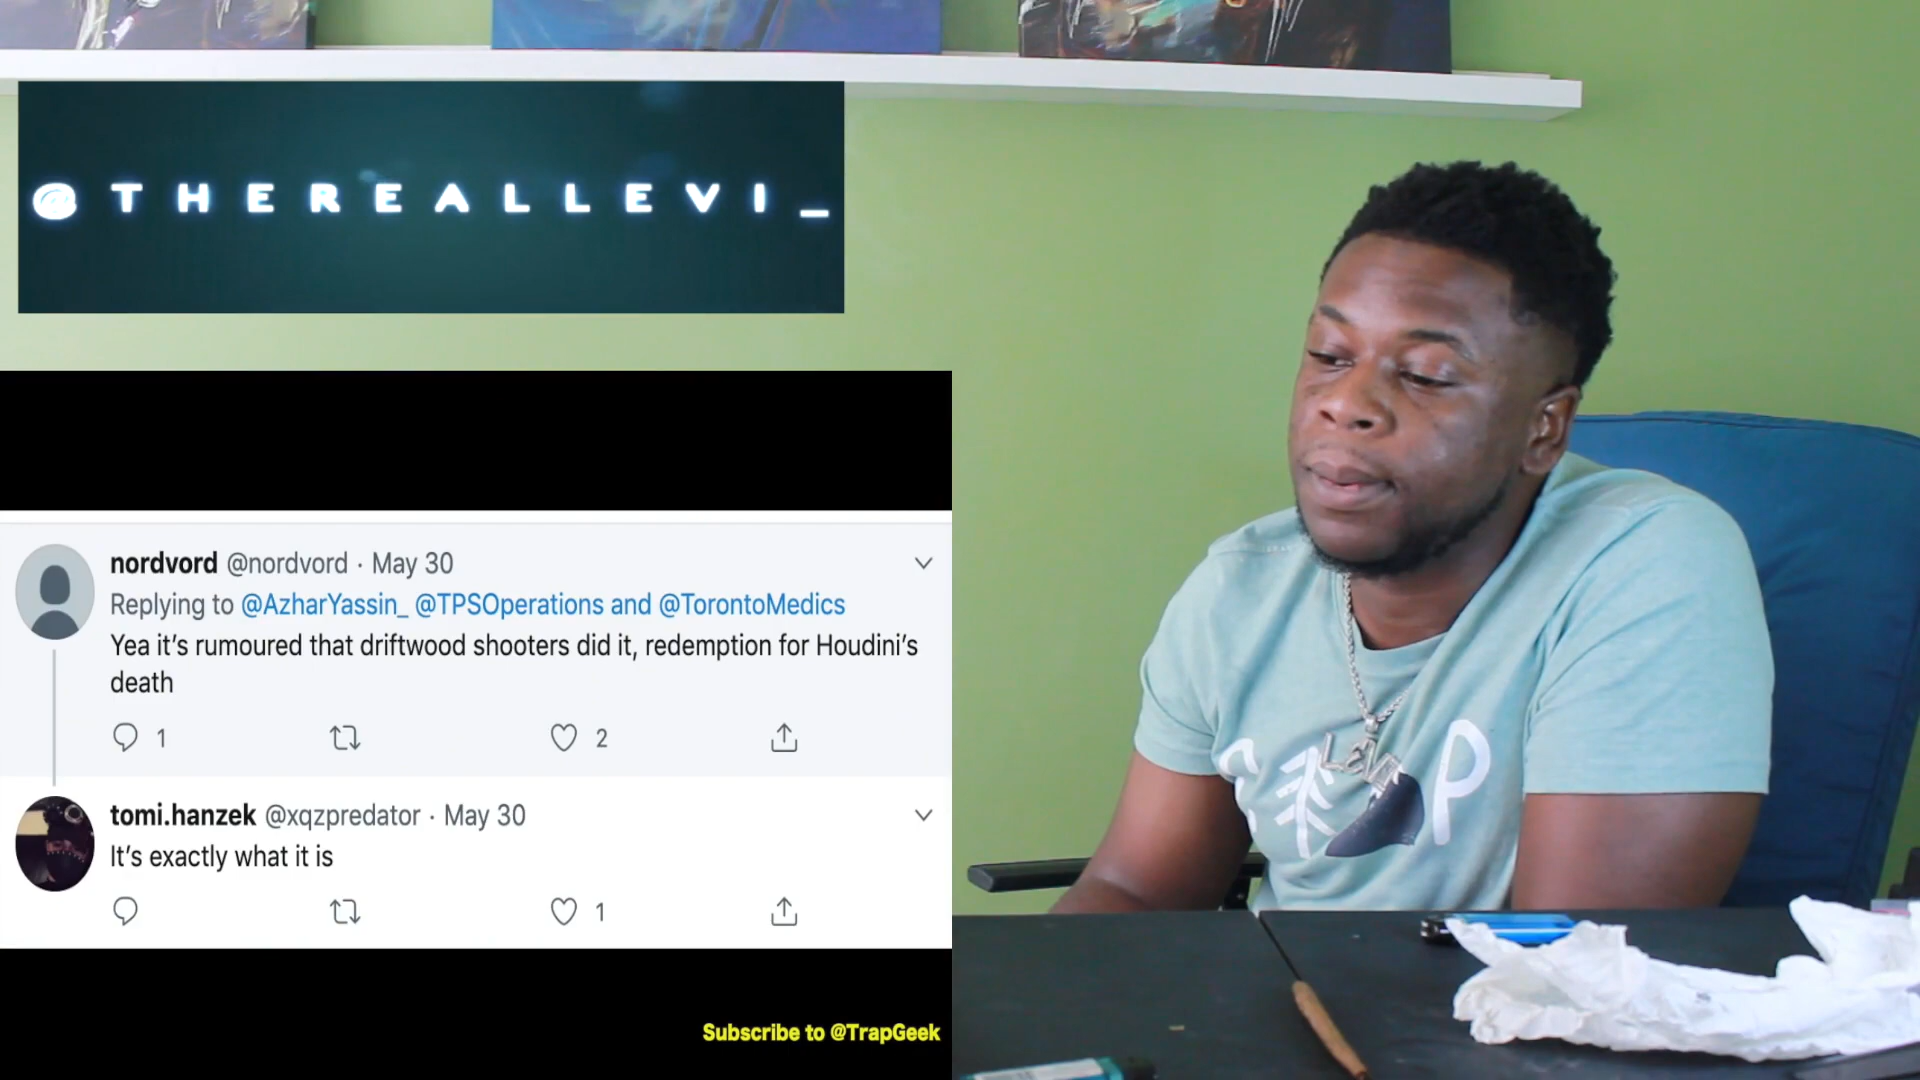 @THEREALLEVI_
nordvord @nordvord · May 30
Replying to @AzharYassin_ @TPSOperations and @TorontoMedics
Yea it's rumoured that driftwood shooters did it, redemption for Houdini's
death
1
2
tomi.hanzek @xqzpredator · May 30
It's exactly what it is
1
Subscribe to @TrapGeek
Levi